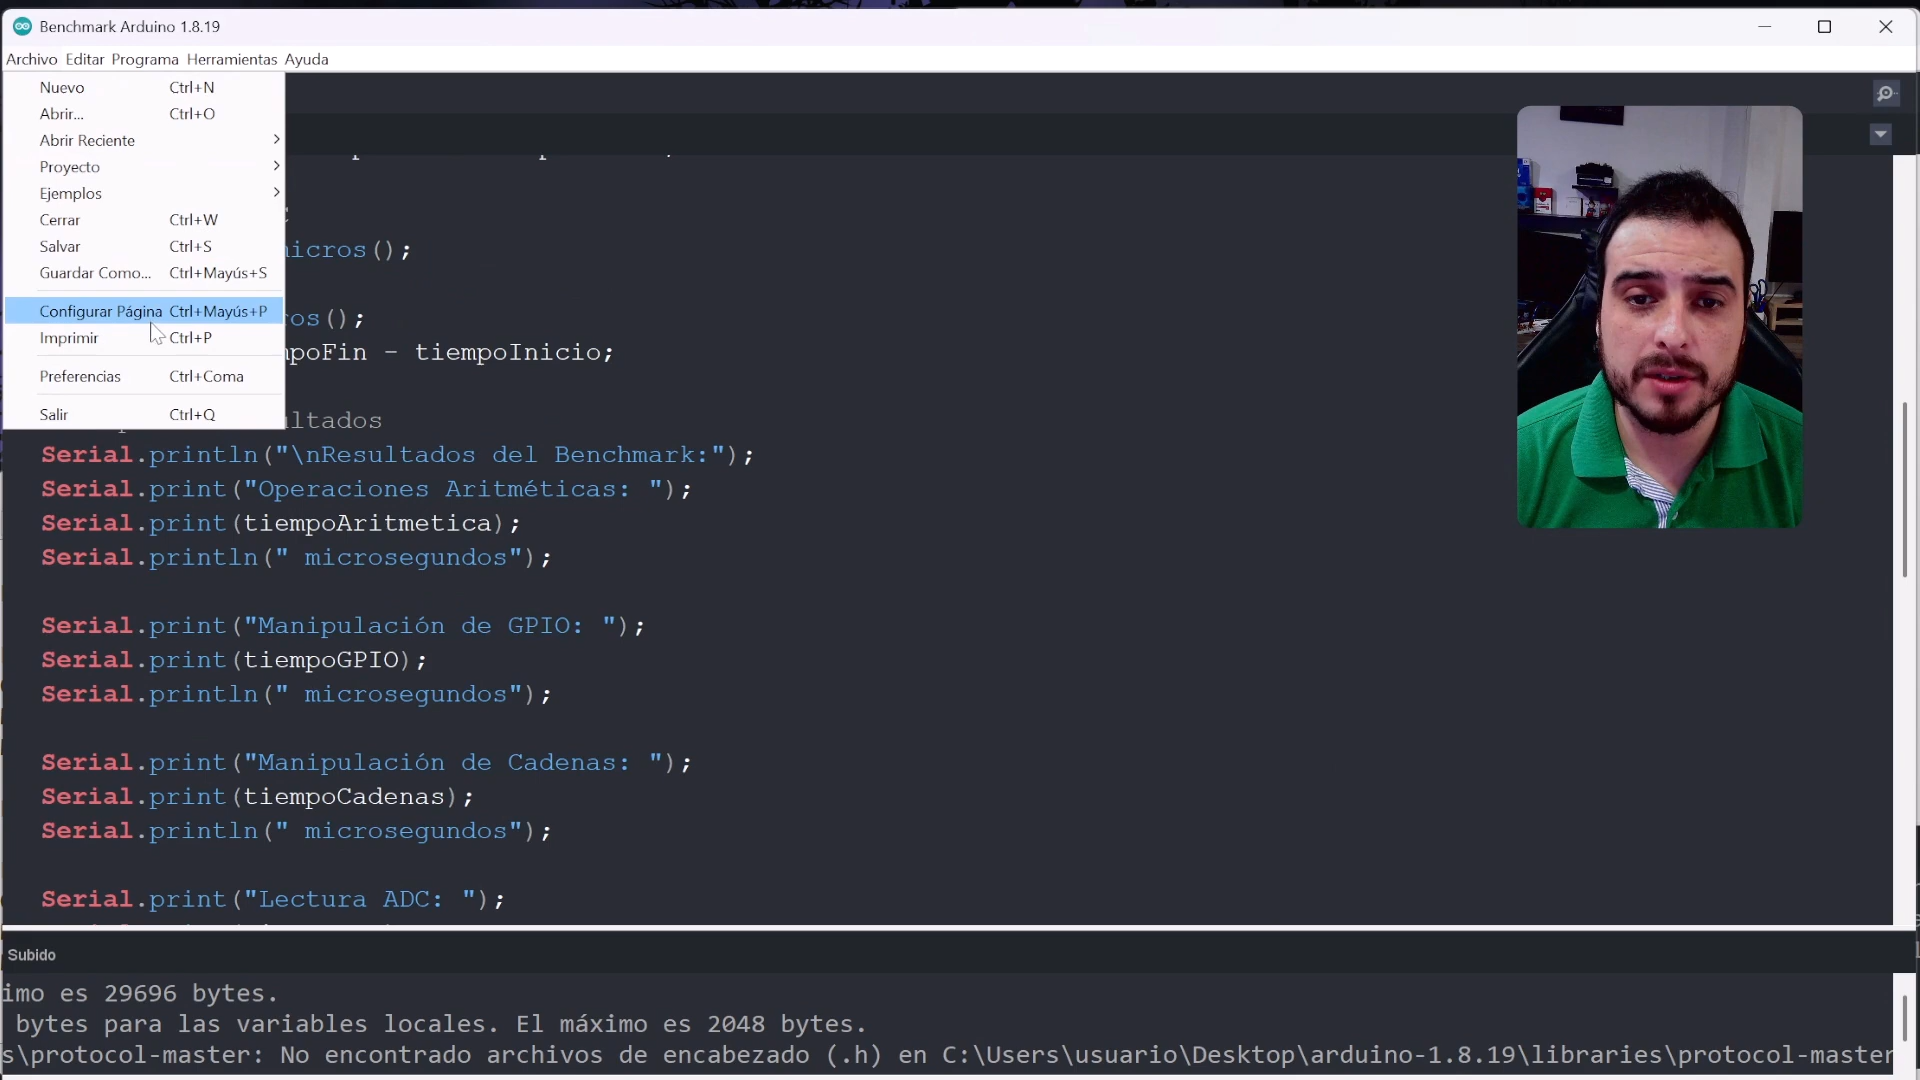 Benchmark Arduino 1.8.19
Archivo Editar Programa Herramientas Ayuda
Nuevo Ctrl+N
Abrir... Ctrl+O
Abrir Reciente
Proyecto
Ejemplos
Cerrar Ctrl+W
Salvar Ctrl+S
Guardar Como... Ctrl+Mayús+S
Configurar Página Ctrl+Mayús+P
Imprimir Ctrl+P
Preferencias Ctrl+Coma
Salir Ctrl+Q
micros();
ros();
mpoFin - tiempoInicio;
ultados
Serial.println("\nResultados del Benchmark:");
Serial.print("Operaciones Aritméticas: ");
Serial.print(tiempoAritmetica);
Serial.println(" microsegundos");
Serial.print("Manipulación de GPIO: ");
Serial.print(tiempoGPIO);
Serial.println(" microsegundos");
Serial.print("Manipulación de Cadenas: ");
Serial.print(tiempoCadenas);
Serial.println(" microsegundos");
Serial.print("Lectura ADC: ");
Subido
imo es 29696 bytes.
bytes para las variables locales. El máximo es 2048 bytes.
s\protocol-master: No encontrado archivos de encabezado (.h) en C:\Users\usuario\Desktop\arduino-1.8.19\libraries\protocol-master